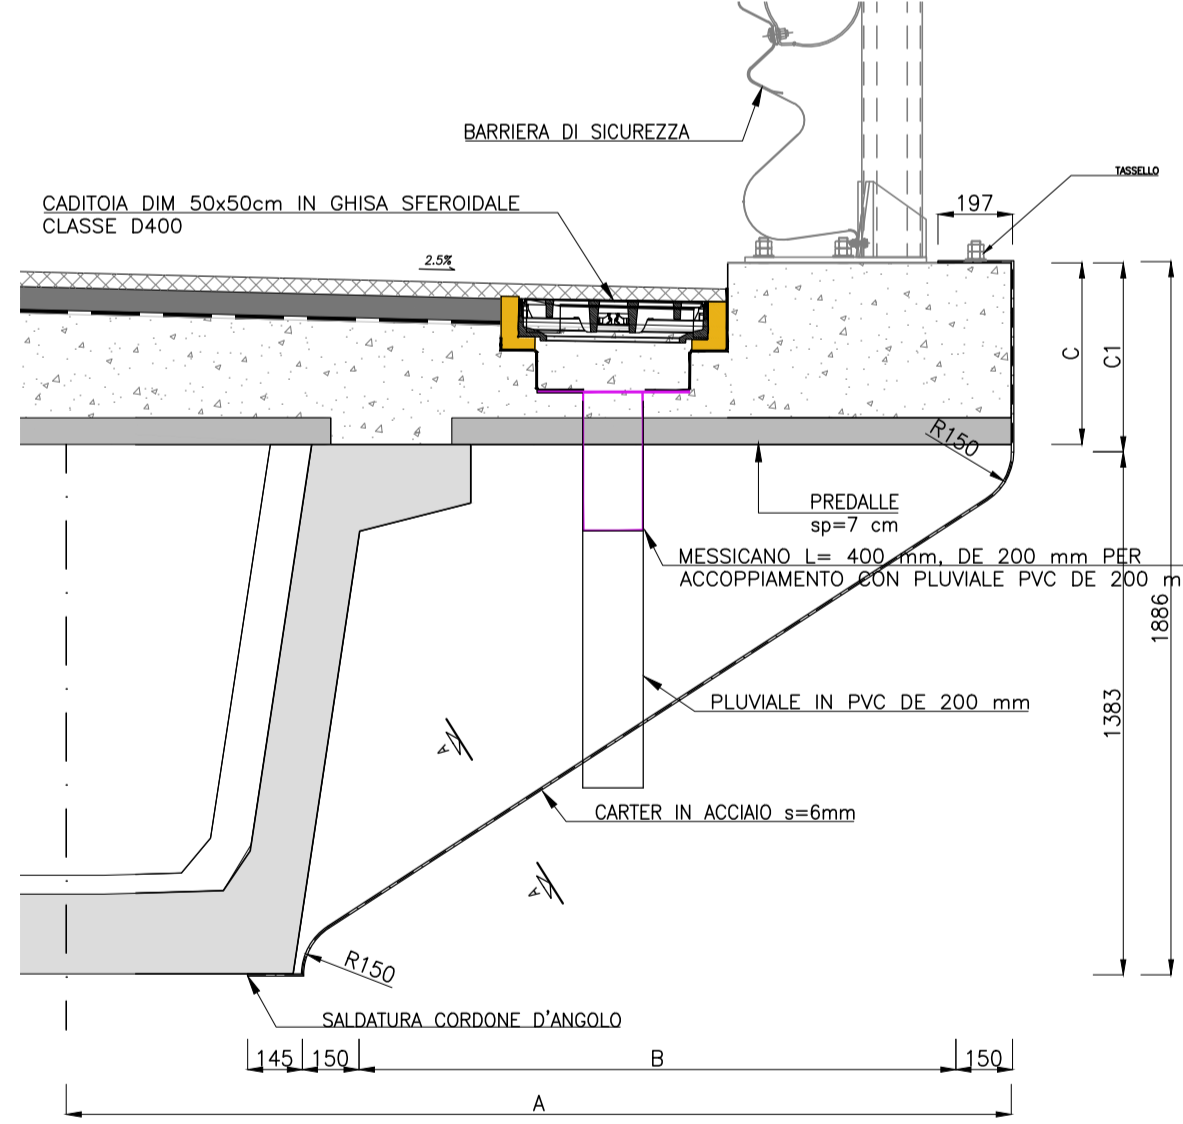 BARRIERA DI SICUREZZA
TASSELLO
CADITOIA DIM 50x50cm IN GHISA SFEROIDALE
CLASSE D400
197
2.5%
C
C1
R150
PREDALLE
sp=7 cm
MESSICANO L= 400 mm, DE 200 mm PER
ACCOPPIAMENTO CON PLUVIALE PVC DE 200 m
1886
1383
PLUVIALE IN PVC DE 200 mm
A
CARTER IN ACCIAIO s=6mm
A
R150
SALDATURA CORDONE D'ANGOLO
145
150
B
150
A